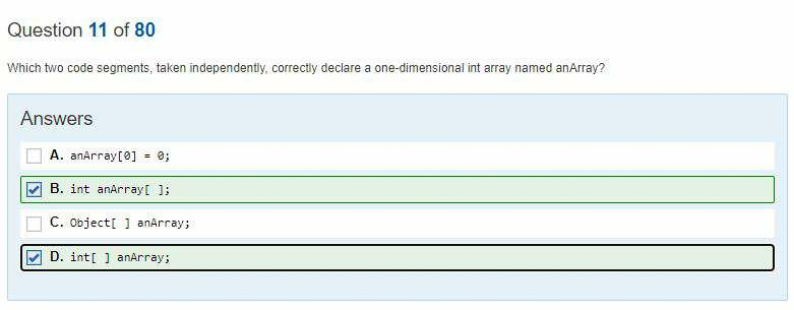 Question 11 of 80
Which two code segments, taken independently, correctly declare a one-dimensional int array named anArray?
Answers
A. anArray[0] = 0;
B. int anArray[ ];
C. Object[ ] anArray;
D. int[ ] anArray;